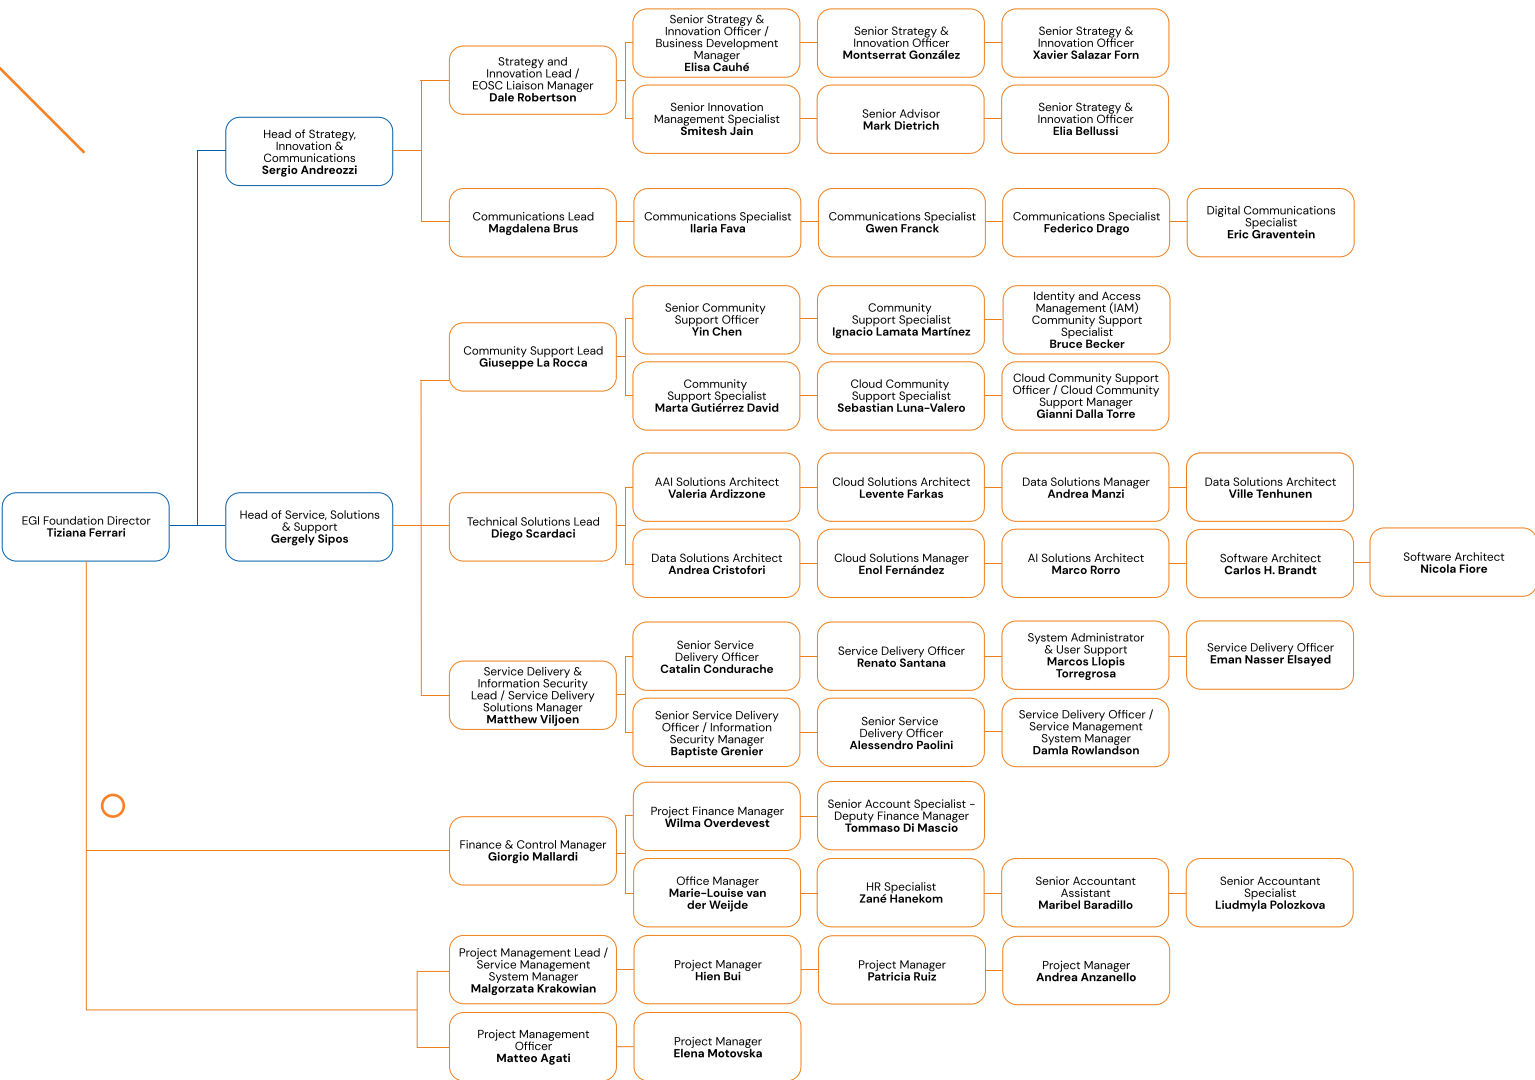 Senior Strategy &
Innovation Officer /
Business Development
Manager
Elisa Cauhé
Senior Strategy &
Innovation Officer
Montserrat González
Senior Strategy &
Innovation Officer
Xavier Salazar Forn
Strategy and
Innovation Lead /
EOSC Liaison Manager
Dale Robertson
Senior Innovation
Management Specialist
Smitesh Jain
Senior Advisor
Mark Dietrich
Senior Strategy &
Innovation Officer
Elia Bellussi
Head of Strategy,
Innovation &
Communications
Sergio Andreozzi
Communications Lead
Magdalena Brus
Communications Specialist
Ilaria Fava
Communications Specialist
Gwen Franck
Communications Specialist
Federico Drago
Digital Communications
Specialist
Eric Graventein
Senior Community
Support Officer
Yin Chen
Community
Support Specialist
Ignacio Lamata Martínez
Identity and Access
Management (IAM)
Community Support
Specialist
Bruce Becker
Community Support Lead
Giuseppe La Rocca
Community
Support Specialist
Marta Gutiérrez David
Cloud Community
Support Specialist
Sebastian Luna-Valero
Cloud Community Support
Officer / Cloud Community
Support Manager
Gianni Dalla Torre
AAI Solutions Architect
Valeria Ardizzone
Cloud Solutions Architect
Levente Farkas
Data Solutions Manager
Andrea Manzi
Data Solutions Architect
Ville Tenhunen
EGI Foundation Director
Tiziana Ferrari
Head of Service, Solutions
& Support
Gergely Sipos
Technical Solutions Lead
Diego Scardaci
Data Solutions Architect
Andrea Cristofori
Cloud Solutions Manager
Enol Fernández
AI Solutions Architect
Marco Rorro
Software Architect
Carlos H. Brandt
Software Architect
Nicola Fiore
Senior Service
Delivery Officer
Catalin Condurache
Service Delivery Officer
Renato Santana
System Administrator
& User Support
Marcos Llopis
Torregrosa
Service Delivery Officer
Eman Nasser Elsayed
Service Delivery &
Information Security
Lead / Service Delivery
Solutions Manager
Matthew Viljoen
Senior Service Delivery
Officer / Information
Security Manager
Baptiste Grenier
Senior Service
Delivery Officer
Alessendro Paolini
Service Delivery Officer /
Service Management
System Manager
Damla Rowlandson
Project Finance Manager
Wilma Overdevest
Senior Account Specialist -
Deputy Finance Manager
Tommaso Di Mascio
Finance & Control Manager
Giorgio Mallardi
Office Manager
Marie-Louise van
der Weijde
HR Specialist
Zané Hanekom
Senior Accountant
Assistant
Maribel Baradillo
Senior Accountant
Specialist
Liudmyla Polozkova
Project Management Lead /
Service Management
System Manager
Malgorzata Krakowian
Project Manager
Hien Bui
Project Manager
Patricia Ruiz
Project Manager
Andrea Anzanello
Project Management
Officer
Matteo Agati
Project Manager
Elena Motovska